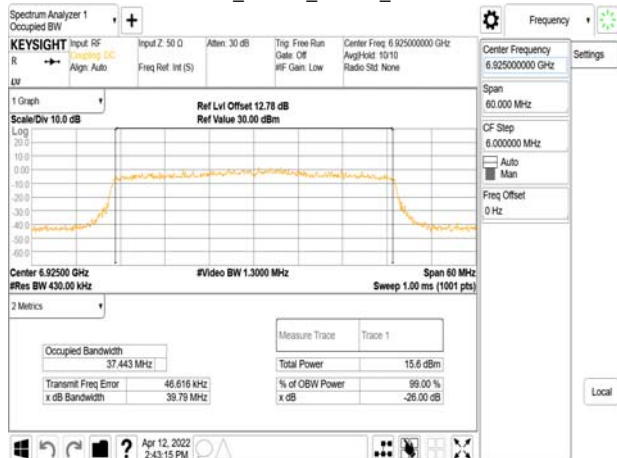 Spectrum Analyzer 1
Occupied BW
Frequency
KEYSIGHT Input: RF
Coupling: DC
Align: Auto
Input Z: 50 Ω
Freq Ref: Int (S)
Atten: 30 dB
Trig: Free Run
Gate: Off
#IF Gain: Low
Center Freq: 6.925000000 GHz
Avg|Hold: 10/10
Radio Std: None
R
LXI
Center Frequency
6.925000000 GHz
Settings
Span
60.000 MHz
CF Step
6.000000 MHz
Auto
Man
Freq Offset
0 Hz
Local
1 Graph
Scale/Div 10.0 dB
Ref Lvl Offset 12.78 dB
Ref Value 30.00 dBm
Log
20.0
10.0
0.00
-10.0
-20.0
-30.0
-40.0
-50.0
-60.0
Center 6.92500 GHz
#Res BW 430.00 kHz
#Video BW 1.3000 MHz
Span 60 MHz
Sweep 1.00 ms (1001 pts)
2 Metrics
Measure Trace Trace 1
Occupied Bandwidth
37.443 MHz
Total Power 15.6 dBm
Transmit Freq Error 46.616 kHz
% of OBW Power 99.00 %
x dB Bandwidth 39.79 MHz
x dB -26.00 dB
Apr 12, 2022
2:43:15 PM